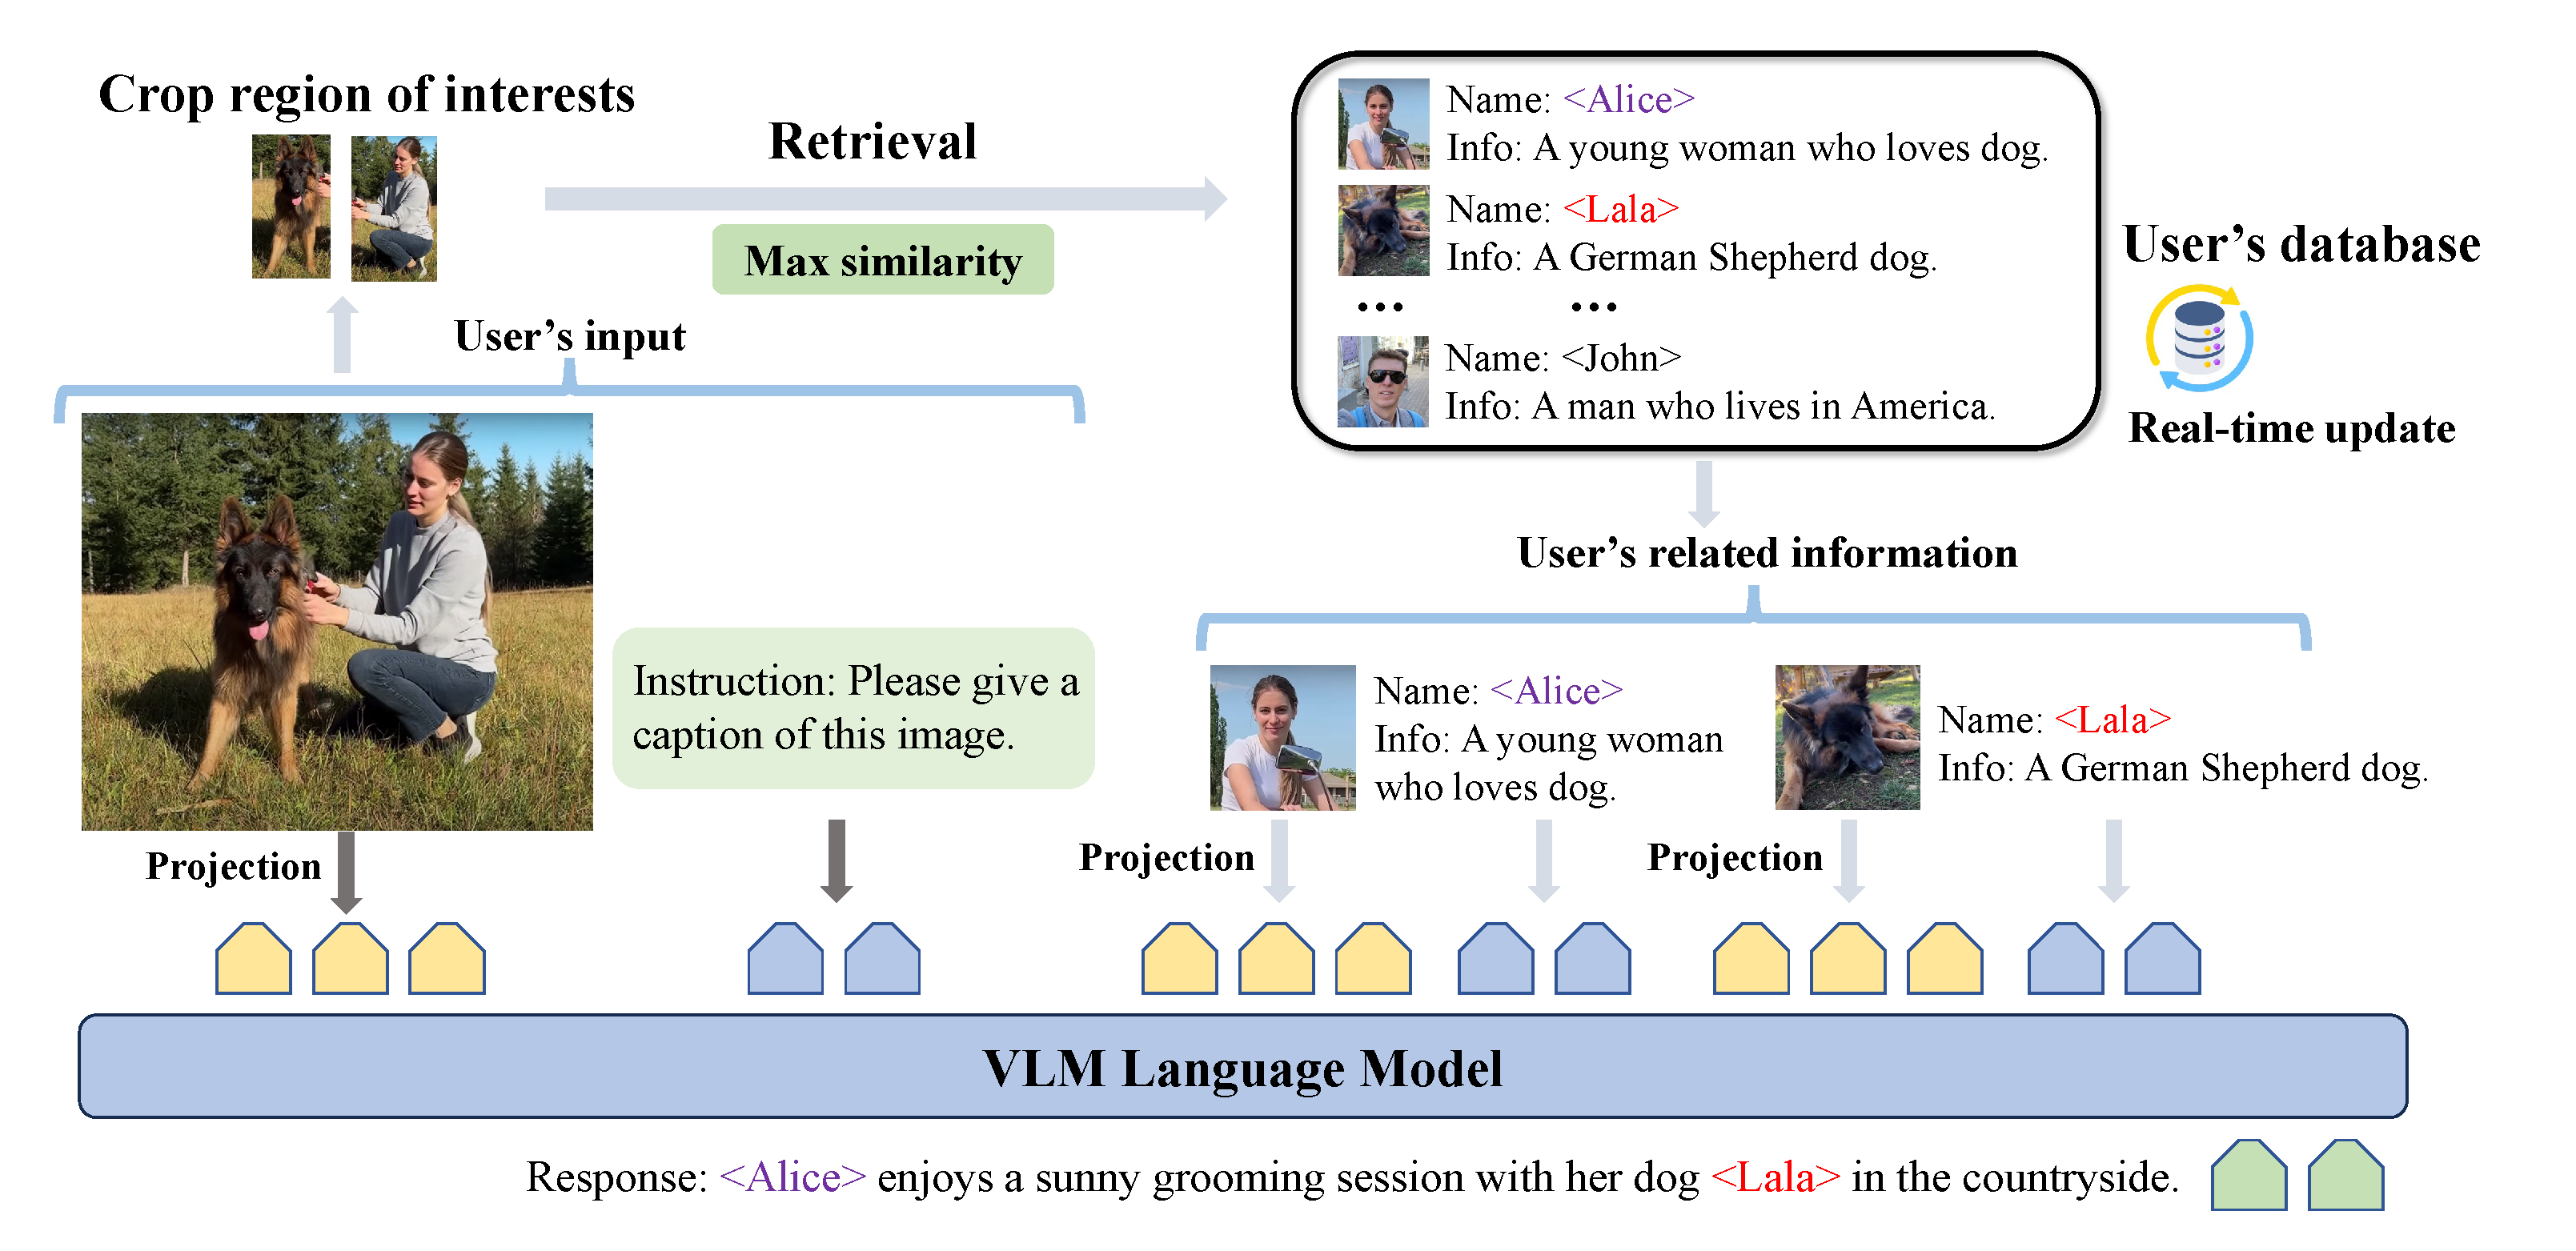 Crop region of interests
Retrieval
Max similarity
User’s input
Name: <Alice>
Info: A young woman who loves dog.
Name: <Lala>
Info: A German Shepherd dog.
... ...
Name: <John>
Info: A man who lives in America.
User’s database
Real-time update
User’s related information
Instruction: Please give a
caption of this image.
Name: <Alice>
Info: A young woman
who loves dog.
Name: <Lala>
Info: A German Shepherd dog.
Projection
Projection
Projection
VLM Language Model
Response: <Alice> enjoys a sunny grooming session with her dog <Lala> in the countryside.